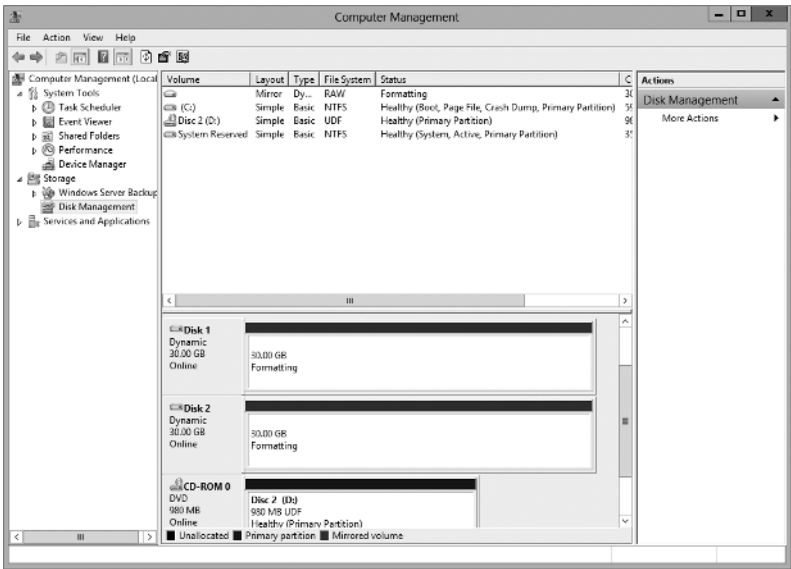 Computer Management
File Action View Help
Computer Management (Local
System Tools
Task Scheduler
Event Viewer
Shared Folders
Performance
Device Manager
Storage
Windows Server Backup
Disk Management
Services and Applications
Volume Layout Type File System Status C
Mirror Dy... RAW Formatting
(C:) Simple Basic NTFS Healthy (Boot, Page File, Crash Dump, Primary Partition)
Disc 2 (D:) Simple Basic UDF Healthy (Primary Partition)
System Reserved Simple Basic NTFS Healthy (System, Active, Primary Partition)
Disk 1
Dynamic
30.00 GB
Online
30.00 GB
Formatting
Disk 2
Dynamic
30.00 GB
Online
30.00 GB
Formatting
CD-ROM 0
DVD
980 MB
Online
Disc 2 (D:)
980 MB UDF
Healthy (Primary Partition)
Unallocated Primary partition Mirrored volume
Actions
Disk Management
More Actions